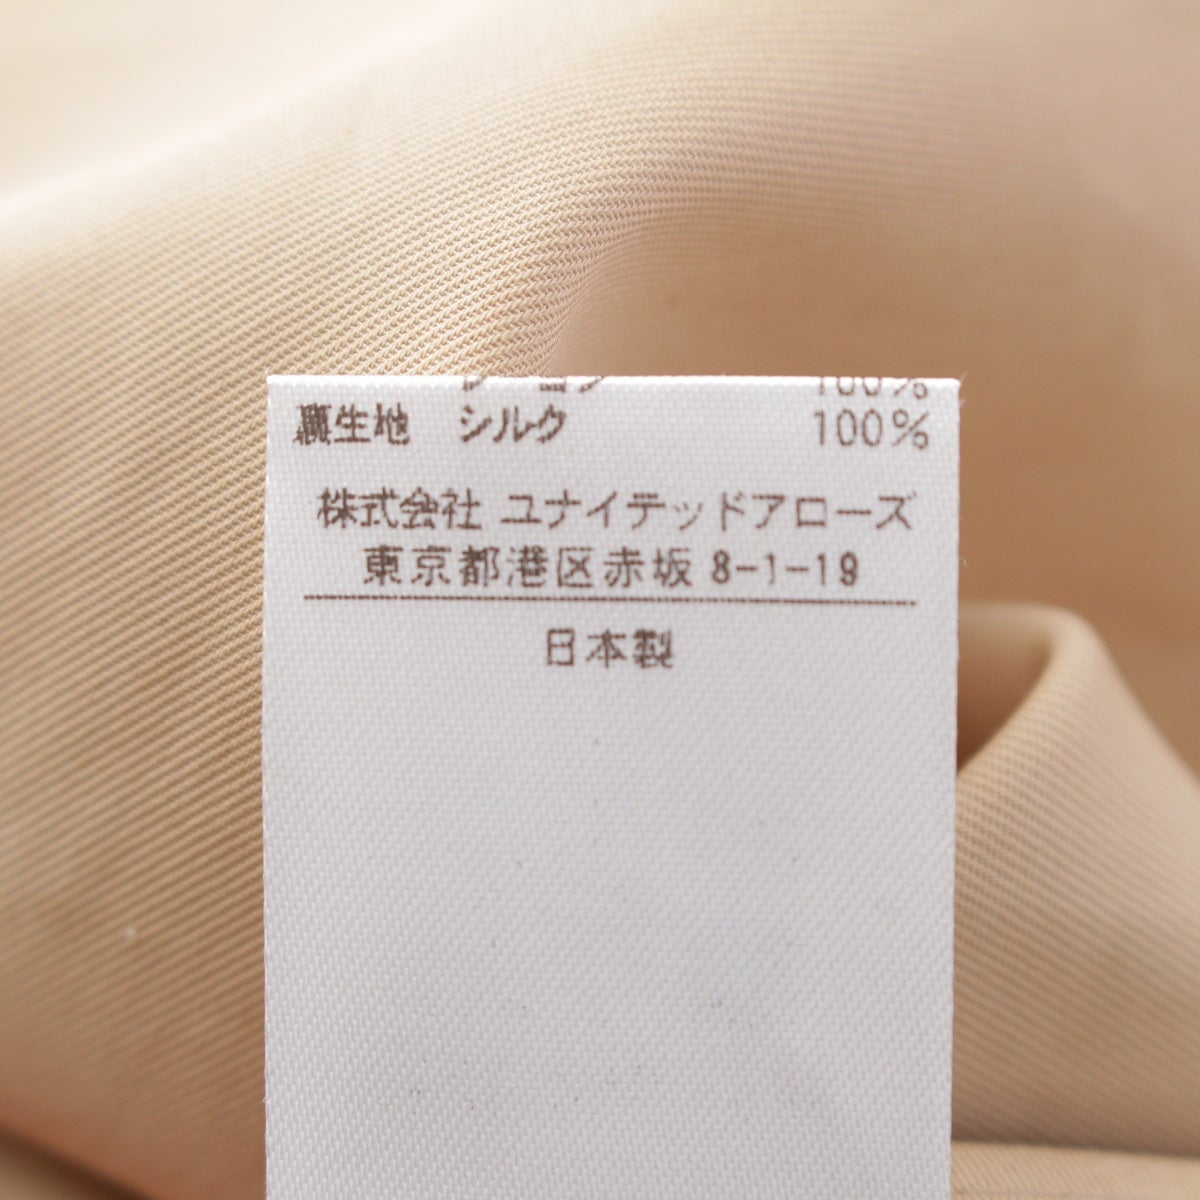 100%
裏生地 シルク 100%
株式会社 ユナイテッドアローズ
東京都港区赤坂 8-1-19
日本製